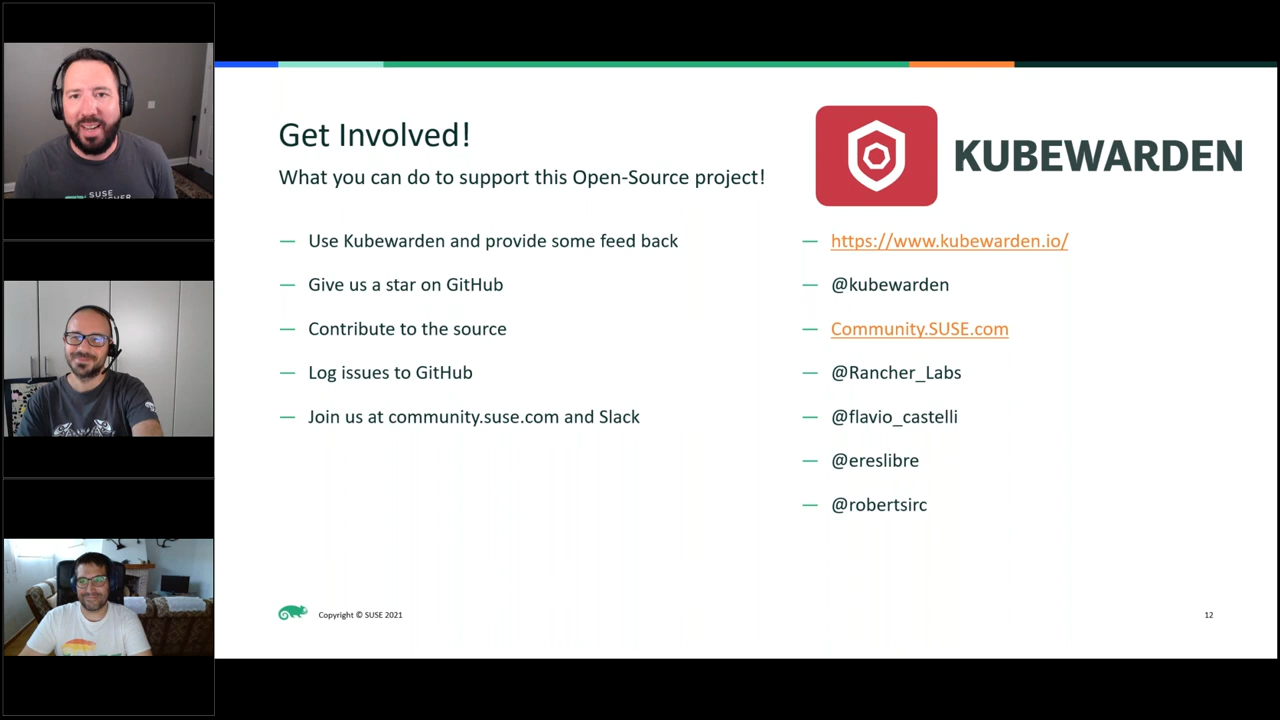 SUSE
Get Involved!
What you can do to support this Open-Source project!
KUBEWARDEN
— Use Kubewarden and provide some feed back
— Give us a star on GitHub
— Contribute to the source
— Log issues to GitHub
— Join us at community.suse.com and Slack
— https://www.kubewarden.io/
— @kubewarden
— Community.SUSE.com
— @Rancher_Labs
— @flavio_castelli
— @ereslibre
— @robertsirc
Copyright © SUSE 2021
12